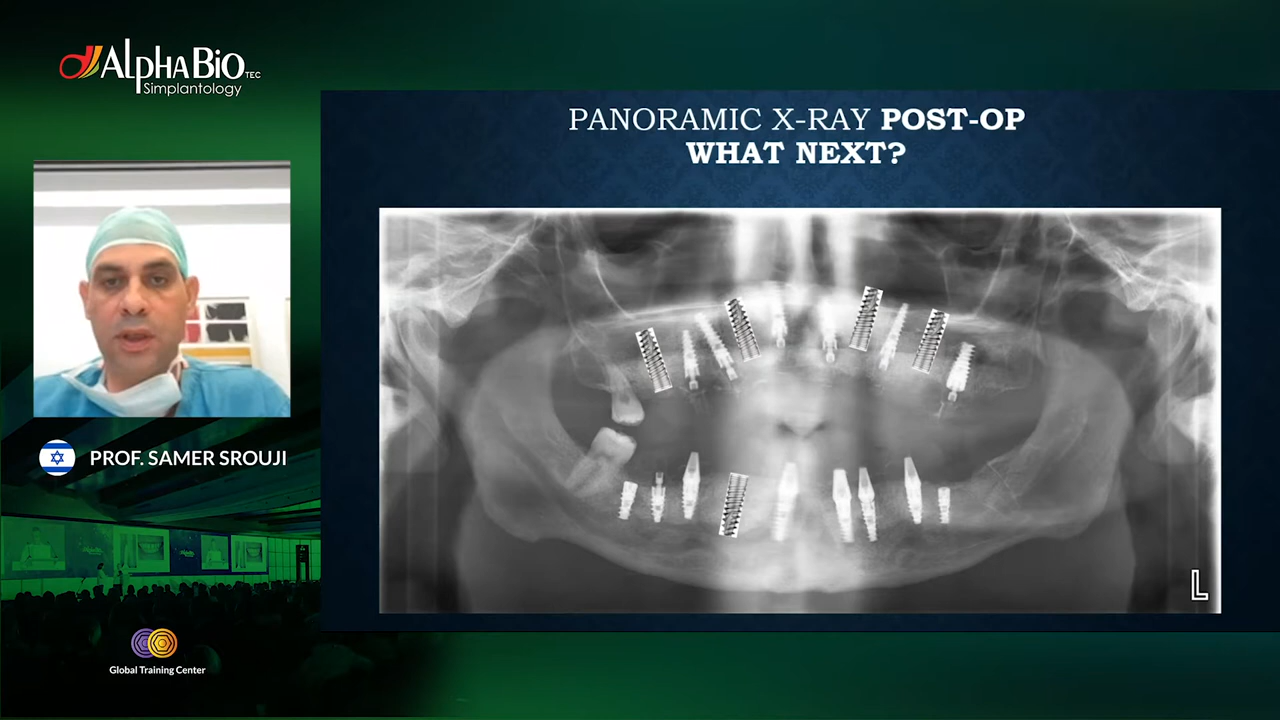 AlphaBio TEC
Simplantology
PANORAMIC X-RAY POST-OP
WHAT NEXT?
PROF. SAMER SROUJI
L
Global Training Center